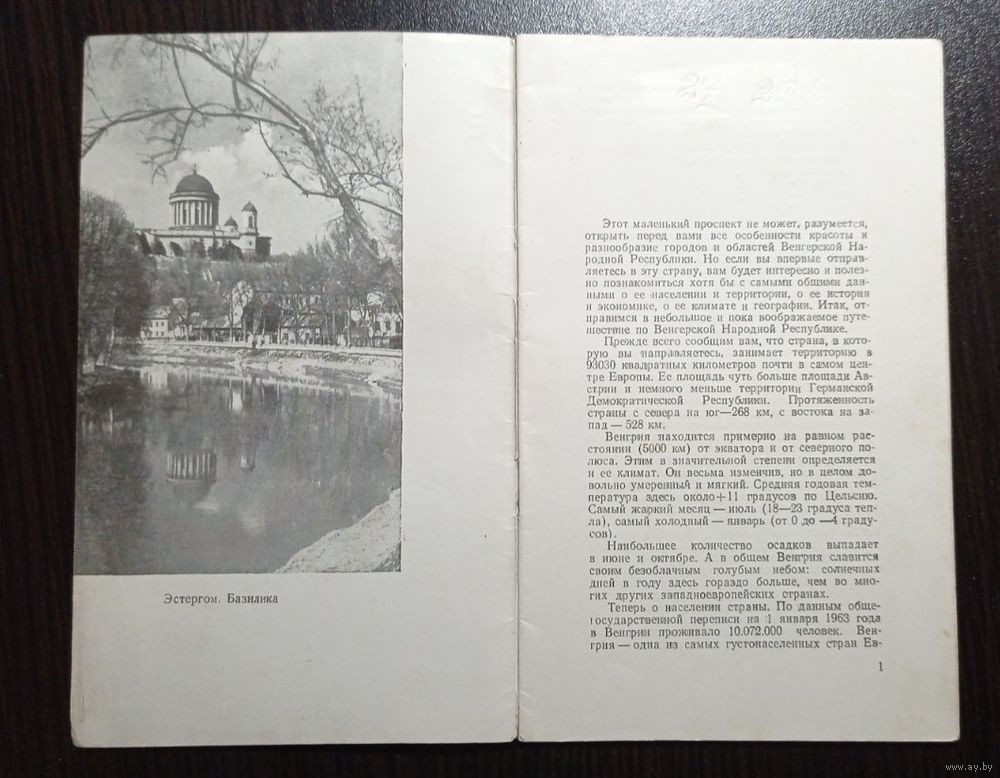 Эстергом. Базилика
Этот маленький проспект не может, разумеется,
открыть перед вами все особенности красоты и
разнообразие городов и областей Венгерской На-
родной Республики. Но если вы впервые отправ-
ляетесь в эту страну, вам будет интересно и полез-
но познакомиться хотя бы с самыми общими дан-
ными о ее населении и территории, о ее истории
и экономике, о ее климате и географии. Итак, от-
правимся в небольшое и пока воображаемое путе-
шествие по Венгерской Народной Республике.
Прежде всего сообщим вам, что страна, в кото-
рую вы направляетесь, занимает территорию в
93030 квадратных километров почти в самом цен-
тре Европы. Ее площадь чуть больше площади Ав-
стрии и немного меньше территории Германской
Демократической Республики. Протяженность
страны с севера на юг—268 км, с востока на за-
пад — 528 км.
Венгрия находится примерно на равном рас-
стоянии (5000 км) от экватора и от северного по-
люса. Этим в значительной степени определяется
и ее климат. Он весьма изменчив, но в целом до-
вольно умеренный и мягкий. Средняя годовая тем-
пература здесь около+11 градусов по Цельсию.
Самый жаркий месяц — июль (18—23 градуса теп-
ла), самый холодный — январь (от 0 до —4 граду-
сов).
Наибольшее количество осадков выпадает
в июне и октябре. А в общем Венгрия славится
своим безоблачным голубым небом: солнечных
дней в году здесь гораздо больше, чем во мно-
гих других западноевропейских странах.
Теперь о населении страны. По данным обще-
государственной переписи на 1 января 1963 года
в Венгрии проживало 10.072.000 человек. Вен-
грия — одна из самых густонаселенных стран Ев-
1
www.ay.by